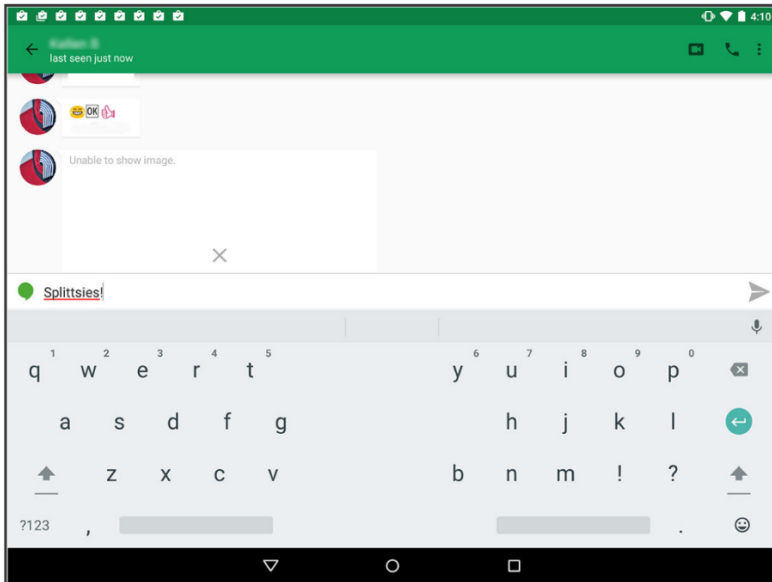 4:10
last seen just now
OK
Unable to show image.
Splittsies!
q 1 w 2 e 3 r 4 t 5 y 6 u 7 i 8 o 9 p 0
a s d f g h j k l
z x c v b n m ! ?
?123 , .